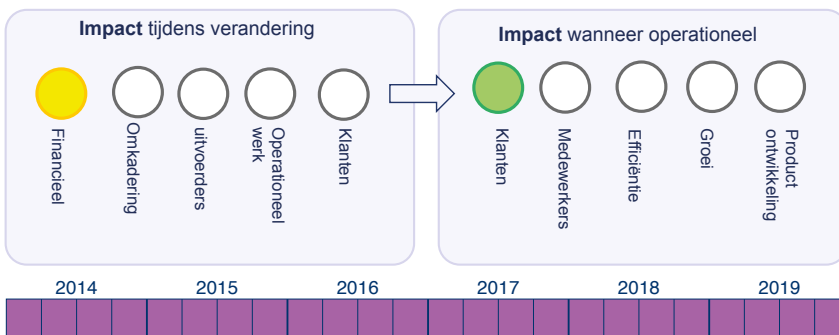 Impact tijdens verandering
Financieel
Omkadering
uitvoerders
Operationeel
werk
Klanten
Impact wanneer operationeel
Klanten
Medewerkers
Efficiëntie
Groei
Product
ontwikkeling
2014 2015 2016 2017 2018 2019